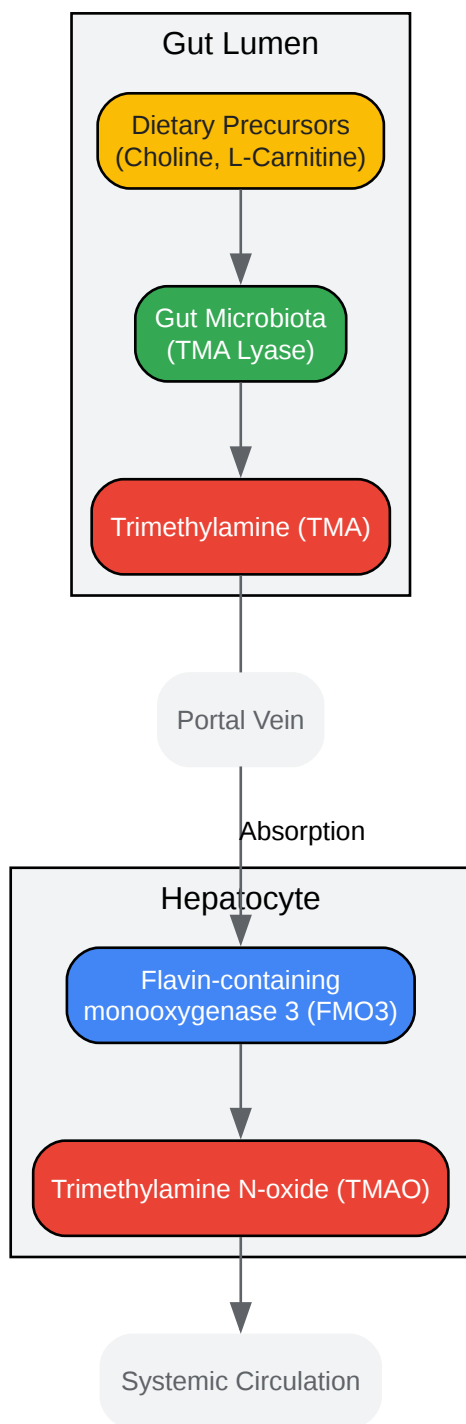 Gut Lumen
Dietary Precursors
(Choline, L-Carnitine)
Gut Microbiota
(TMA Lyase)
Trimethylamine (TMA)
Portal Vein
Absorption
Hepatocyte
Flavin-containing
monooxygenase 3 (FMO3)
Trimethylamine N-oxide (TMAO)
Systemic Circulation